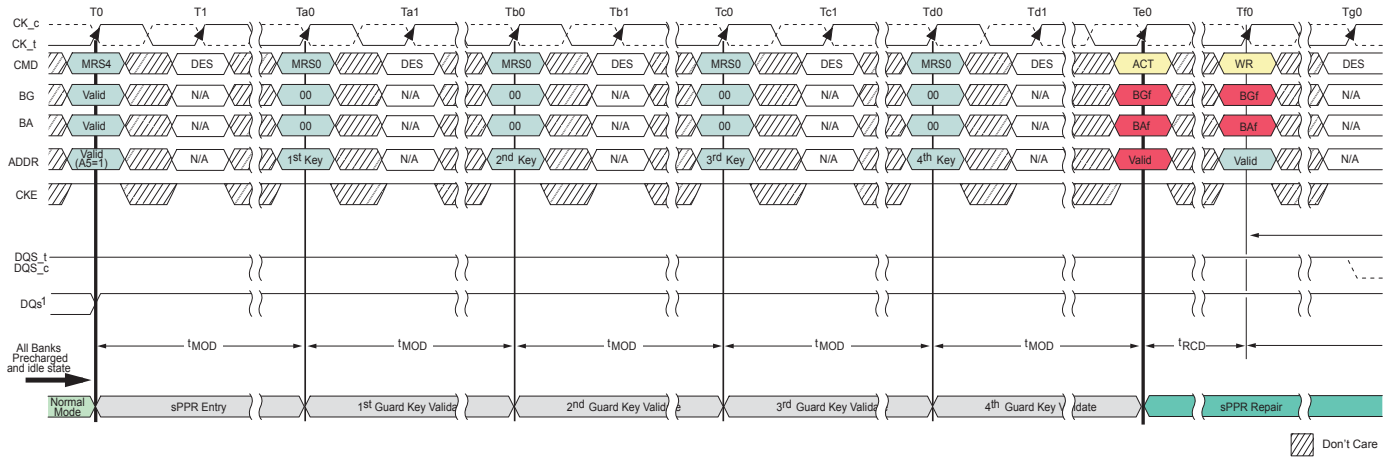 T0 T1 Ta0 Ta1 Tb0 Tb1 Tc0 Tc1 Td0 Td1 Te0 Tf0 Tg0
CK_c
CK_t
CMD MRS4 DES MRS0 DES MRS0 DES MRS0 DES MRS0 DES ACT WR DES
BG Valid N/A 00 N/A 00 N/A 00 N/A 00 N/A BGf BGf N/A
BA Valid N/A 00 N/A 00 N/A 00 N/A 00 N/A BAf BAf N/A
ADDR Valid (A5=1) N/A 1st Key N/A 2nd Key N/A 3rd Key N/A 4th Key N/A Valid Valid N/A
CKE
DQS_t
DQS_c
DQs1
tMOD tMOD tMOD tMOD tMOD tRCD
All Banks
Precharged
and idle state
Normal Mode sPPR Entry 1st Guard Key Valida 2nd Guard Key Valid e 3rd Guard Key Valida e 4th Guard Key V idate sPPR Repair
Don't Care